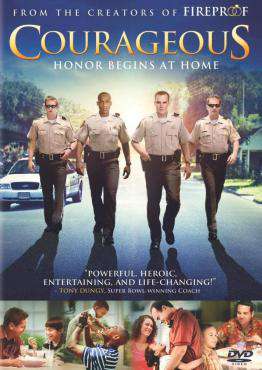 FROM THE CREATORS OF FIREPROOF
COURAGEOUS
HONOR BEGINS AT HOME
"POWERFUL, HEROIC,
ENTERTAINING, AND LIFE-CHANGING!"
- TONY DUNGY, SUPER BOWL-WINNING COACH
DVD
VIDEO